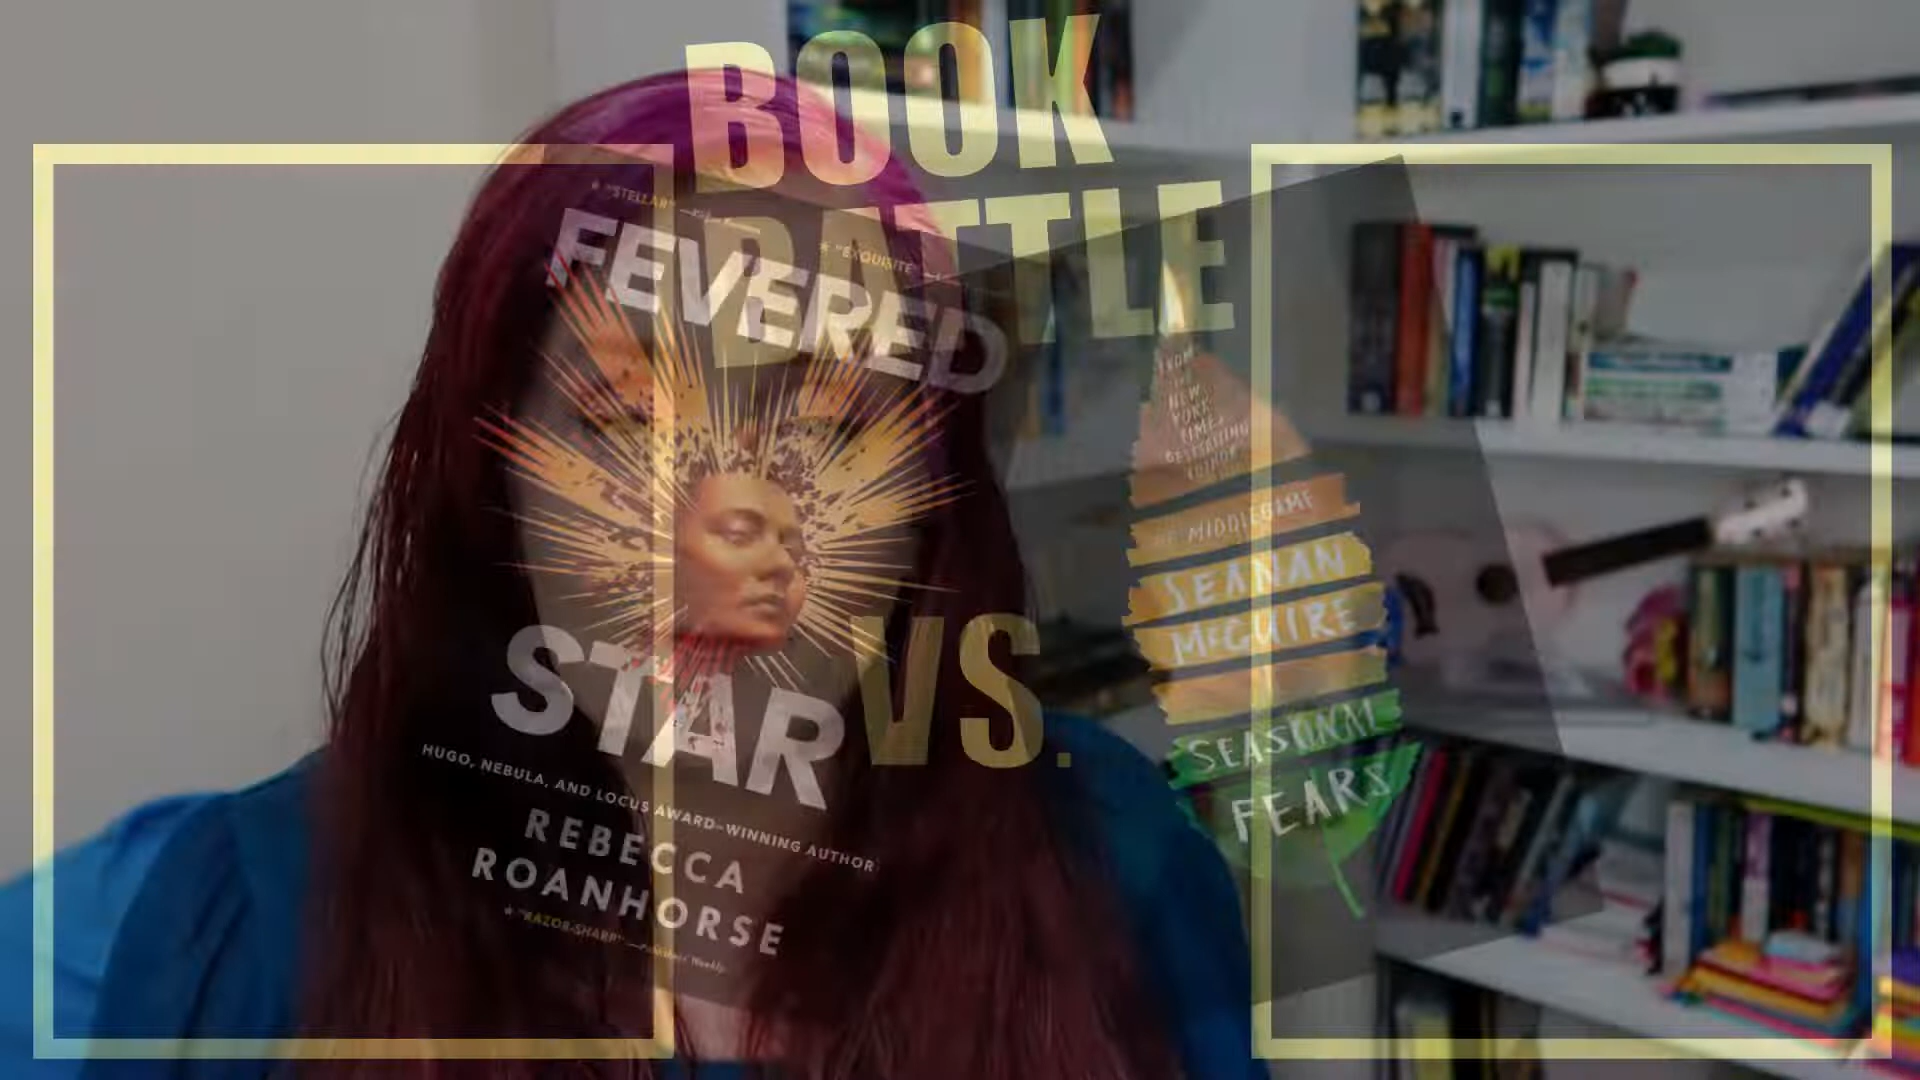 BOOK
BATTLE
VS.
★ "STELLAR"
★ "EXQUISITE"
FEVERED
STAR
HUGO, NEBULA, AND LOCUS AWARD-WINNING AUTHOR
REBECCA
ROANHORSE
★ "RAZOR-SHARP" —Publishers Weekly
FROM
THE
NEW
YORK
TIMES
BESTSELLING
AUTHOR
OF MIDDLEGAME
SEANAN
McGUIRE
SEASONAL
FEARS